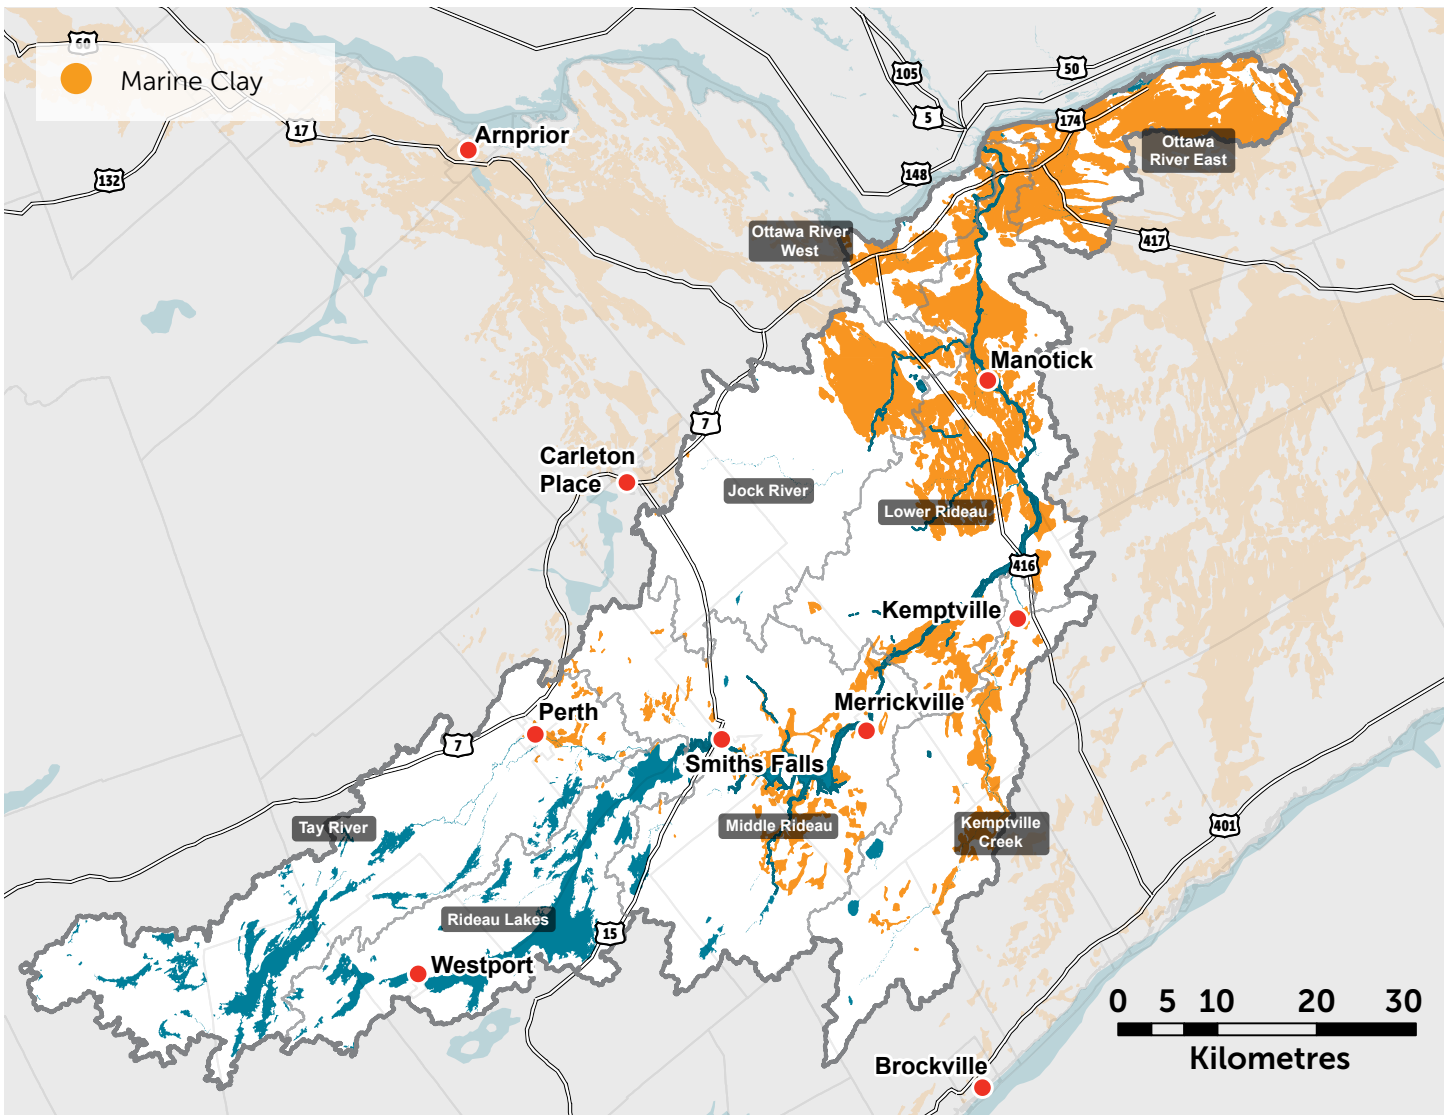 60
Marine Clay
17
Arnprior
132
105
50
5
174
148
Ottawa
River East
Ottawa River
West
417
Manotick
7
Carleton
Place
Jock River
Lower Rideau
416
Kemptville
Perth
Merrickville
7
Smiths Falls
Tay River
Middle Rideau
Kemptville
Creek
401
Rideau Lakes
15
Westport
0 5 10 20 30
Kilometres
Brockville